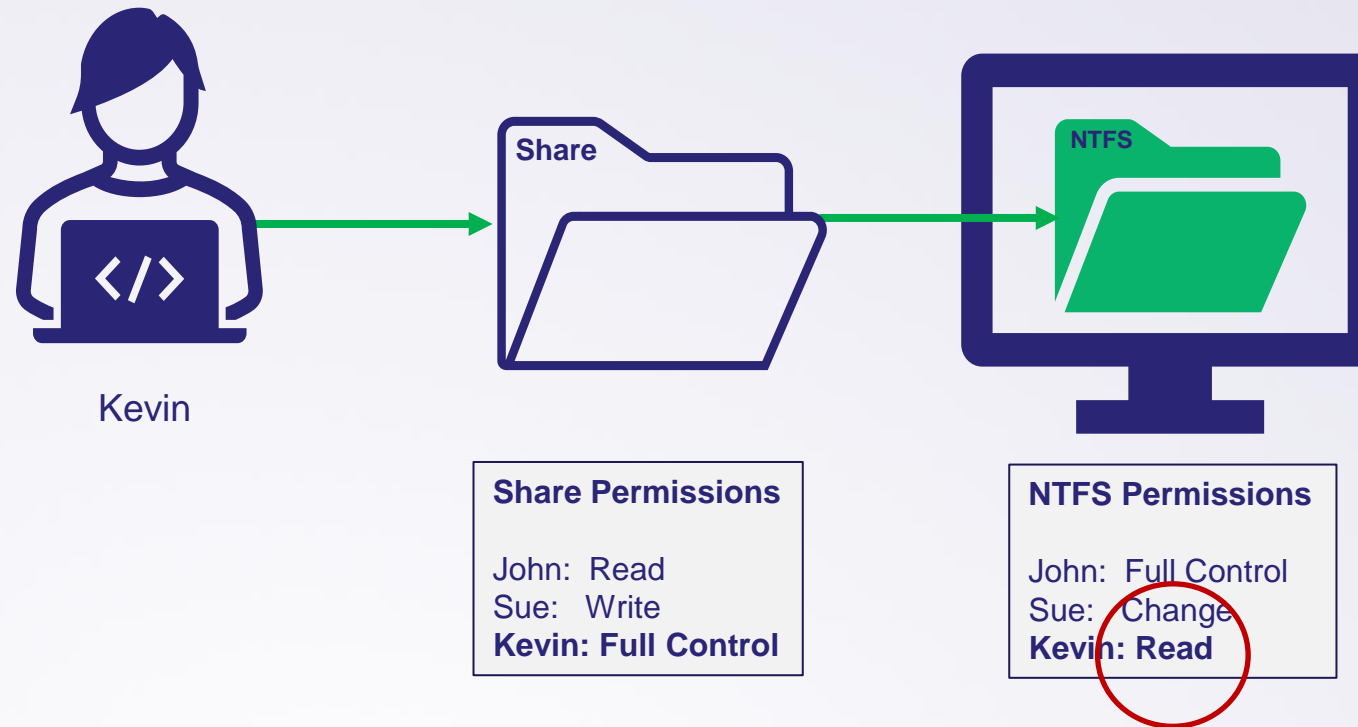 Share
NTFS
</>
Kevin
Share Permissions
John: Read
Sue: Write
Kevin: Full Control
NTFS Permissions
John: Full Control
Sue: Change
Kevin: Read